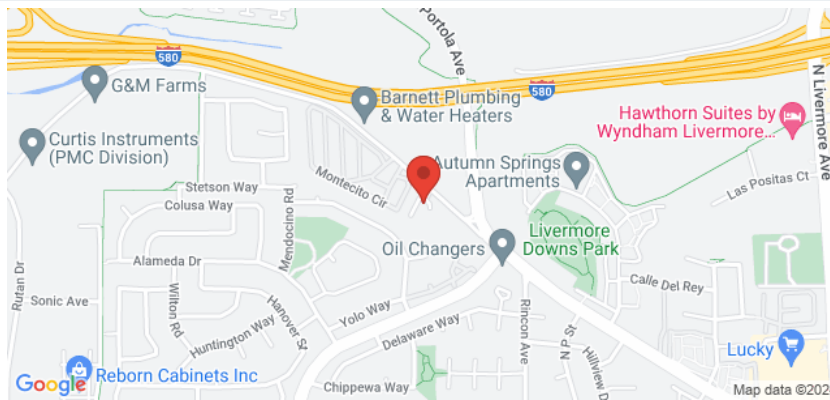 Portola Ave
580
580
N Livermore Ave
G&M Farms
Barnett Plumbing
& Water Heaters
Hawthorn Suites by
Wyndham Livermore...
Curtis Instruments
(PMC Division)
Autumn Springs
Apartments
Montecito Cir
Stetson Way
Colusa Way
Mendocino Rd
Las Positas Ct
Livermore
Downs Park
Oil Changers
Alameda Dr
Calle Del Rey
Rutan Dr
Sonic Ave
Wilton Rd
Hanover St
Yolo Way
Huntington Way
Delaware Way
Rincon Ave
N P St
Hillview D
Lucky
Google
Reborn Cabinets Inc
Chippewa Way
Map data ©202